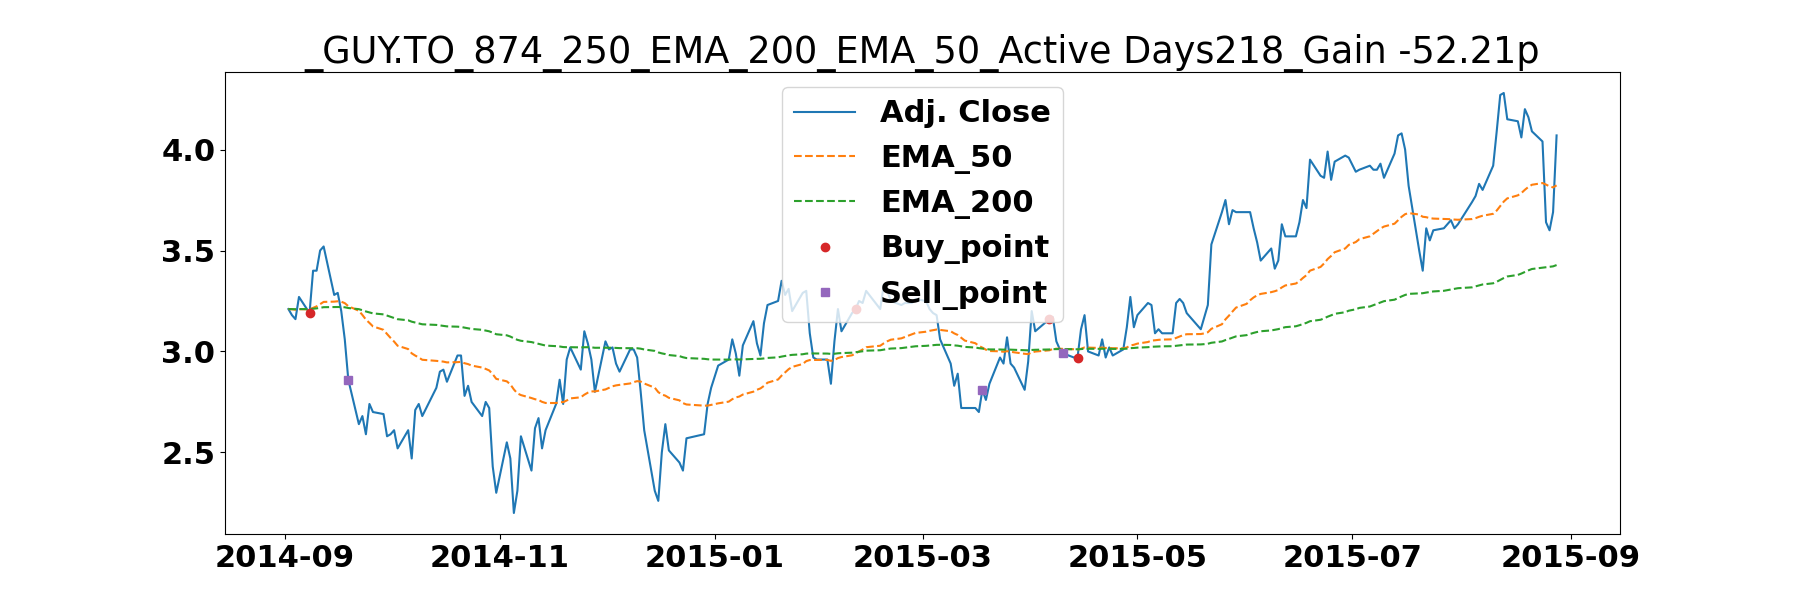 _GUY.TO_874_250_EMA_200_EMA_50_Active Days218_Gain -52.21p
Adj. Close
EMA_50
EMA_200
Buy_point
Sell_point
4.0
3.5
3.0
2.5
2014-09 2014-11 2015-01 2015-03 2015-05 2015-07 2015-09